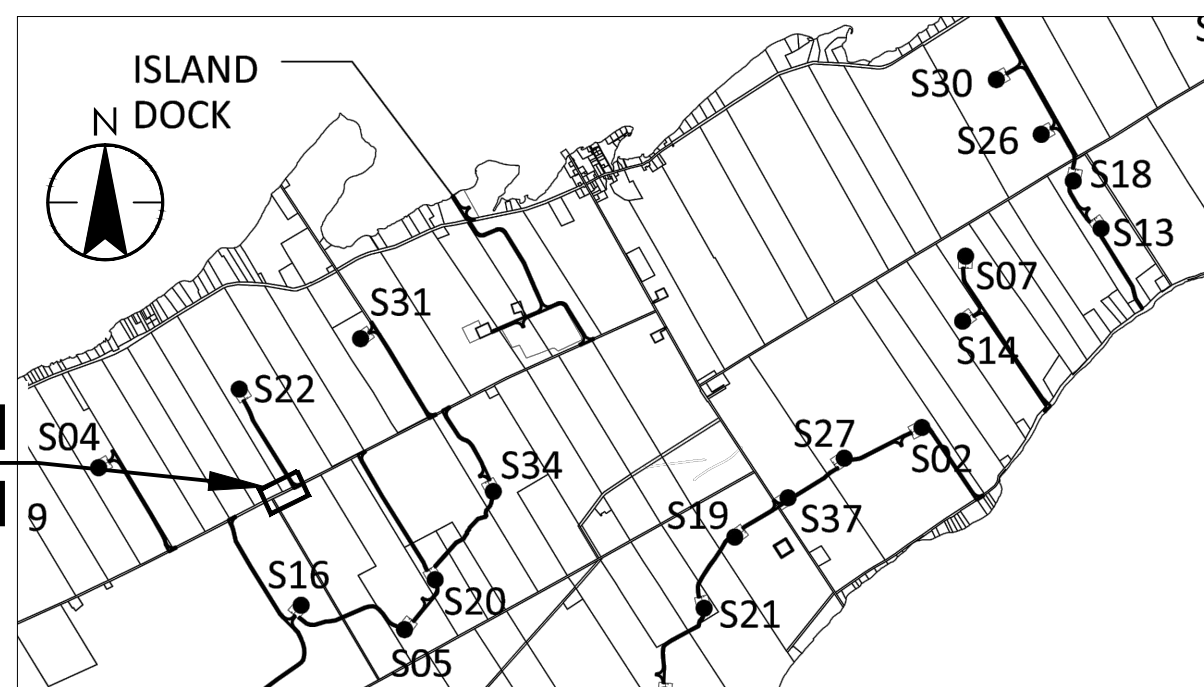 ISLAND
DOCK
N
S30
S26
S18
S13
S07
S14
S31
S22
S04
S34
S27
S02
S37
S19
9
S16
S20
S21
S05